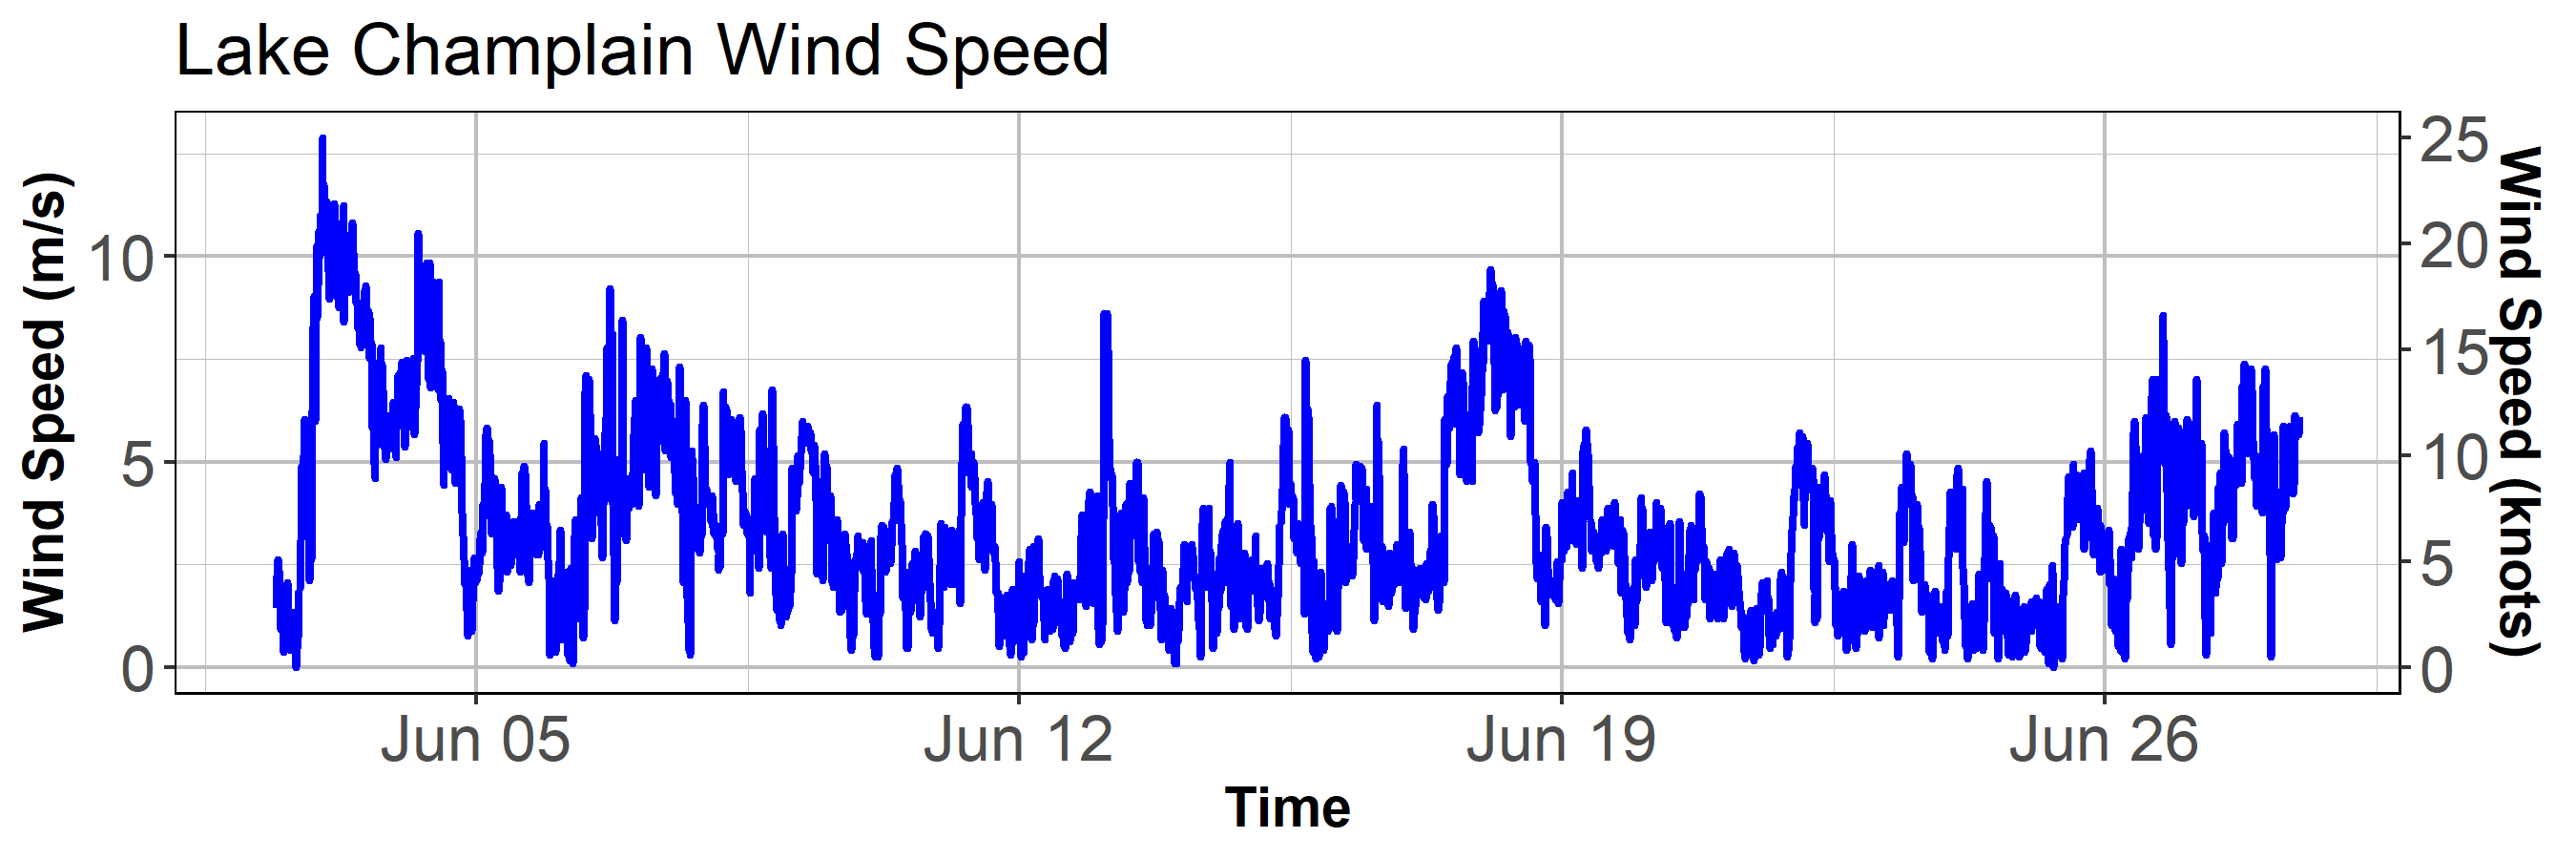 Lake Champlain Wind Speed
Wind Speed (m/s)
10
5
0
25
20
15
10
5
0
Wind Speed (knots)
Jun 05
Jun 12
Jun 19
Jun 26
Time